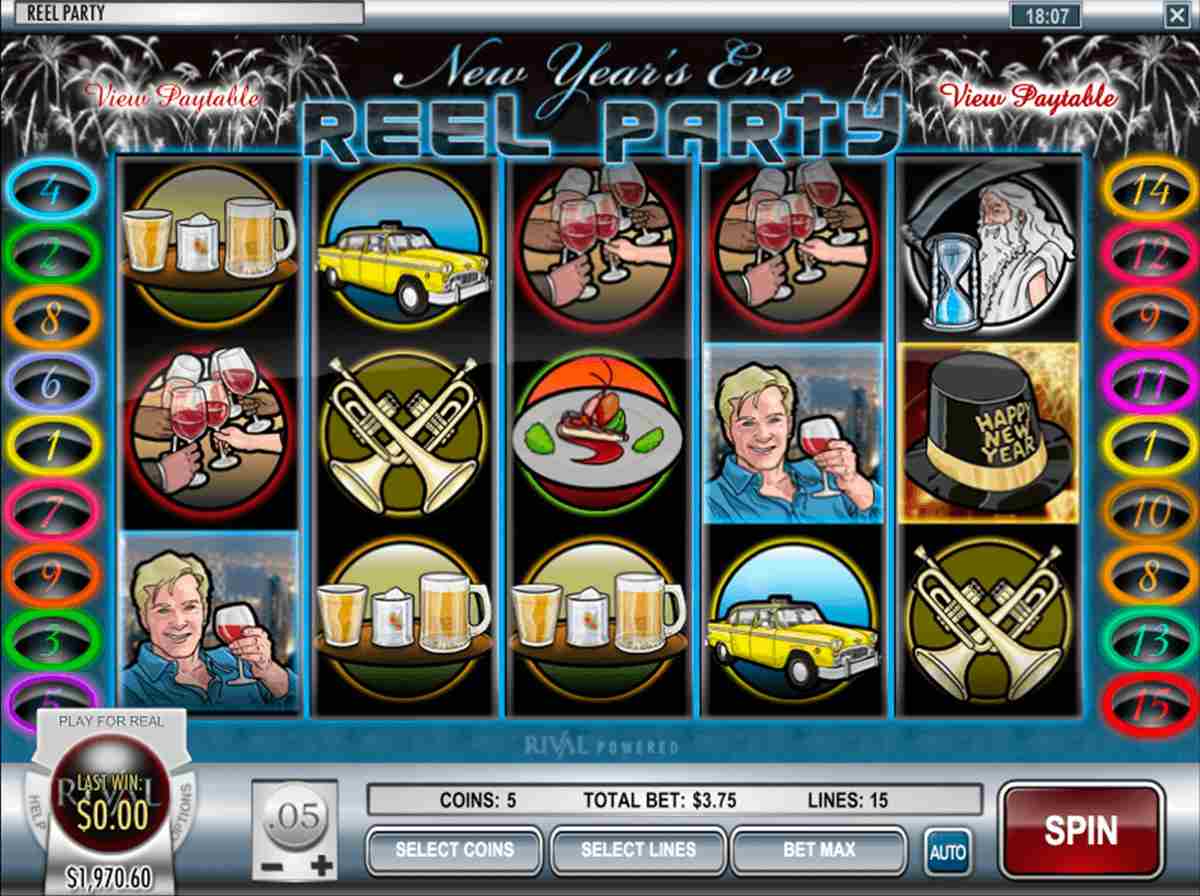 REEL PARTY
18:07
New Year's Eve
View Paytable
View Paytable
REEL PARTY
4
14
2
12
8
9
6
11
1
1
HAPPY
NEW
YEAR
7
10
9
8
3
13
5
15
PLAY FOR REAL
RIVAL POWERED
LAST WIN:
RIVAL
$0.00
HELP
OPTIONS
$1,970.60
.05
COINS: 5
TOTAL BET: $3.75
LINES: 15
SELECT COINS
SELECT LINES
BET MAX
AUTO
SPIN